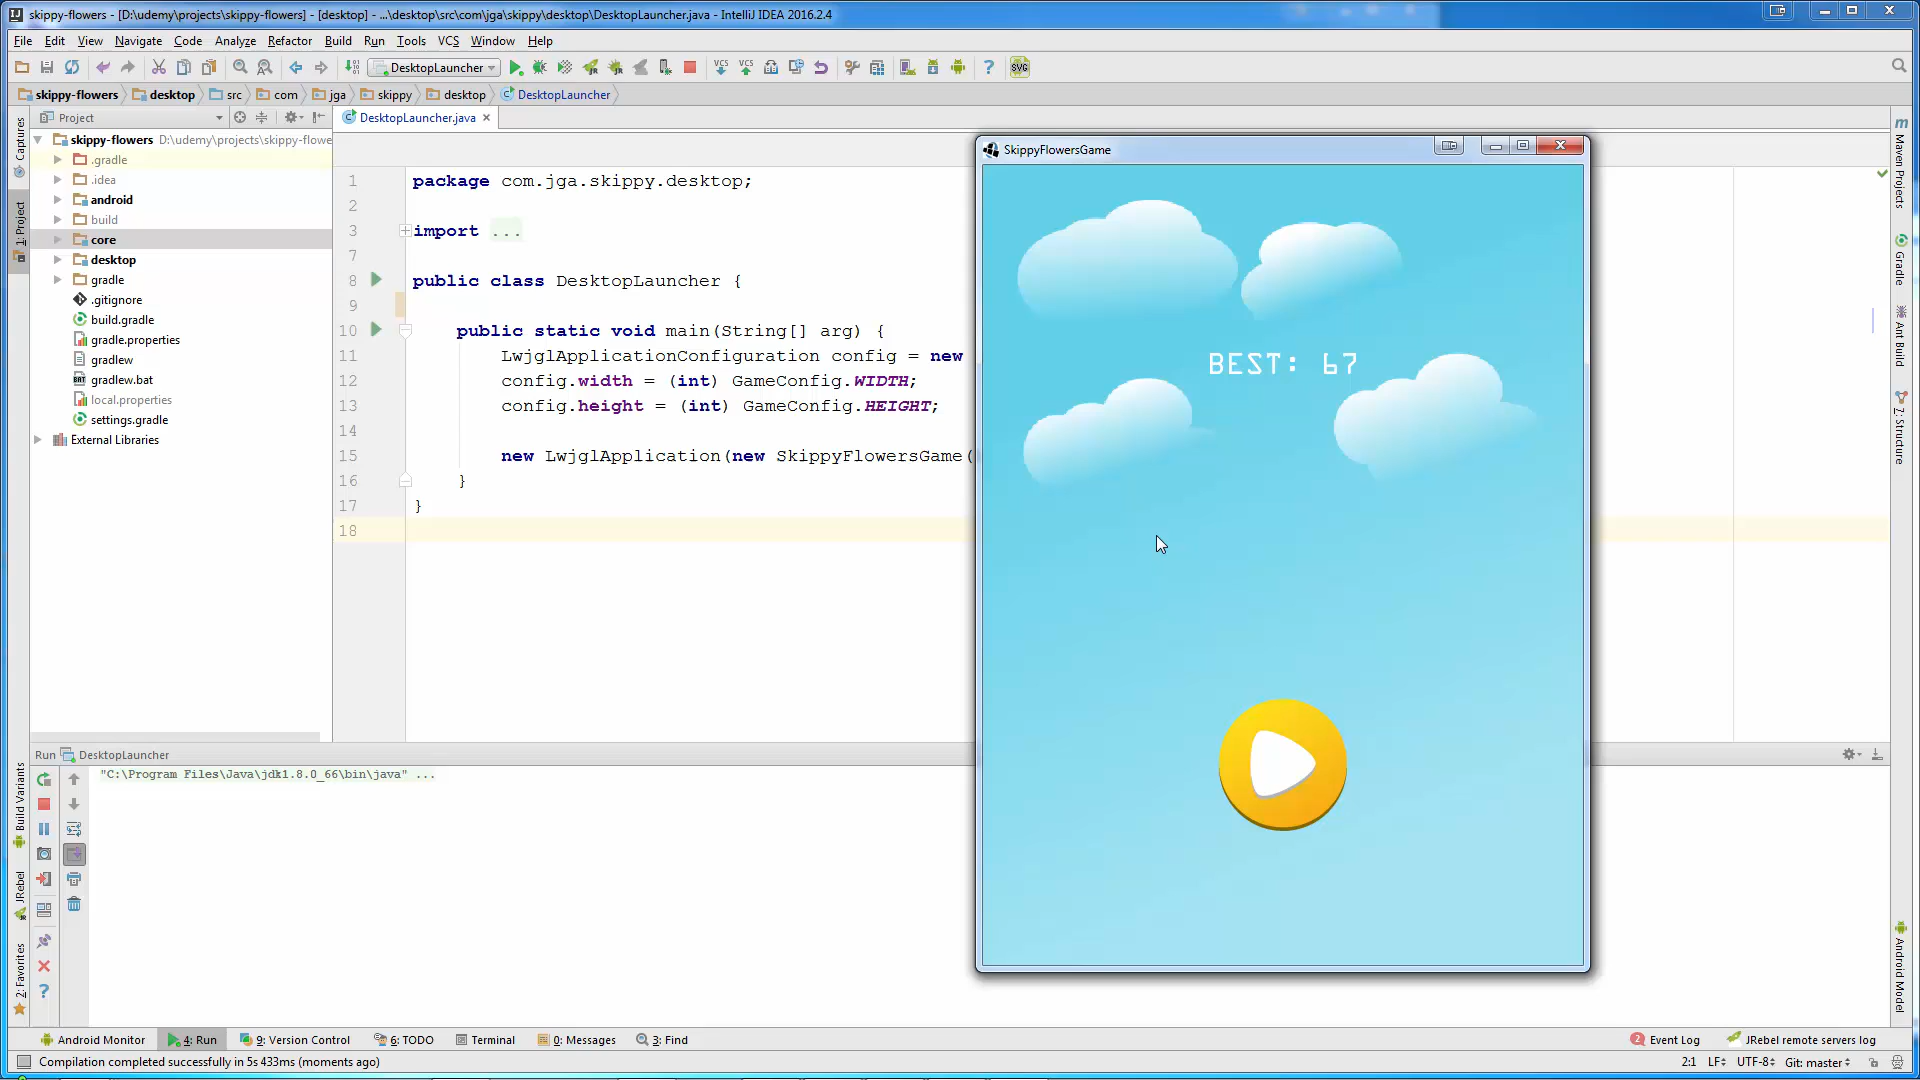 skippy-flowers - [D:\udemy\projects\skippy-flowers] - [desktop] - ...\desktop\src\com\jga\skippy\desktop\DesktopLauncher.java - IntelliJ IDEA 2016.2.4
File Edit View Navigate Code Analyze Refactor Build Run Tools VCS Window Help
DesktopLauncher
VCS VCS ? SVG
skippy-flowers desktop src com jga skippy desktop DesktopLauncher
Project
DesktopLauncher.java
skippy-flowers D:\udemy\projects\skippy-flowe
.gradle
.idea
android
build
core
desktop
gradle
.gitignore
build.gradle
gradle.properties
gradlew
gradlew.bat
local.properties
settings.gradle
External Libraries
1 package com.jga.skippy.desktop;
2
3 import ...
7
8 public class DesktopLauncher {
9
10 public static void main(String[] arg) {
11 LwjglApplicationConfiguration config = new
12 config.width = (int) GameConfig.WIDTH;
13 config.height = (int) GameConfig.HEIGHT;
14
15 new LwjglApplication(new SkippyFlowersGame(
16 }
17 }
18
SkippyFlowersGame
BEST: 67
Captures
1: Project
Build Variants
JRebel
2: Favorites
Maven Projects
Gradle
Ant Build
7: Structure
Android Model
Run DesktopLauncher
"C:\Program Files\Java\jdk1.8.0_66\bin\java" ...
Android Monitor 4: Run 9: Version Control 6: TODO Terminal 0: Messages 3: Find
2 Event Log JRebel remote servers log
Compilation completed successfully in 5s 433ms (moments ago)
2:1 LF UTF-8 Git: master